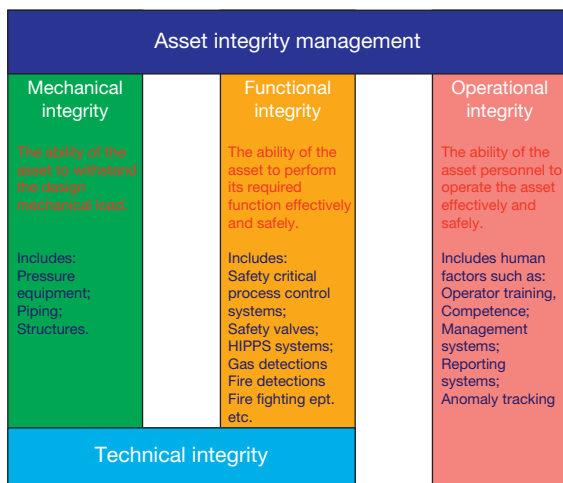 Asset integrity management
Mechanical
integrity
The ability of the
asset to withstand
the design
mechanical load.
Includes:
Pressure
equipment;
Piping;
Structures.
Functional
integrity
The ability of the
asset to perform
its required
function effectively
and safely.
Includes:
Safety critical
process control
systems;
Safety valves;
HIPPS systems;
Gas detections
Fire detections
Fire fighting ept.
etc.
Operational
integrity
The ability of the
asset personnel to
operate the asset
effectively and
safely.
Includes human
factors such as:
Operator training,
Competence;
Management
systems;
Reporting
systems;
Anomaly tracking
Technical integrity